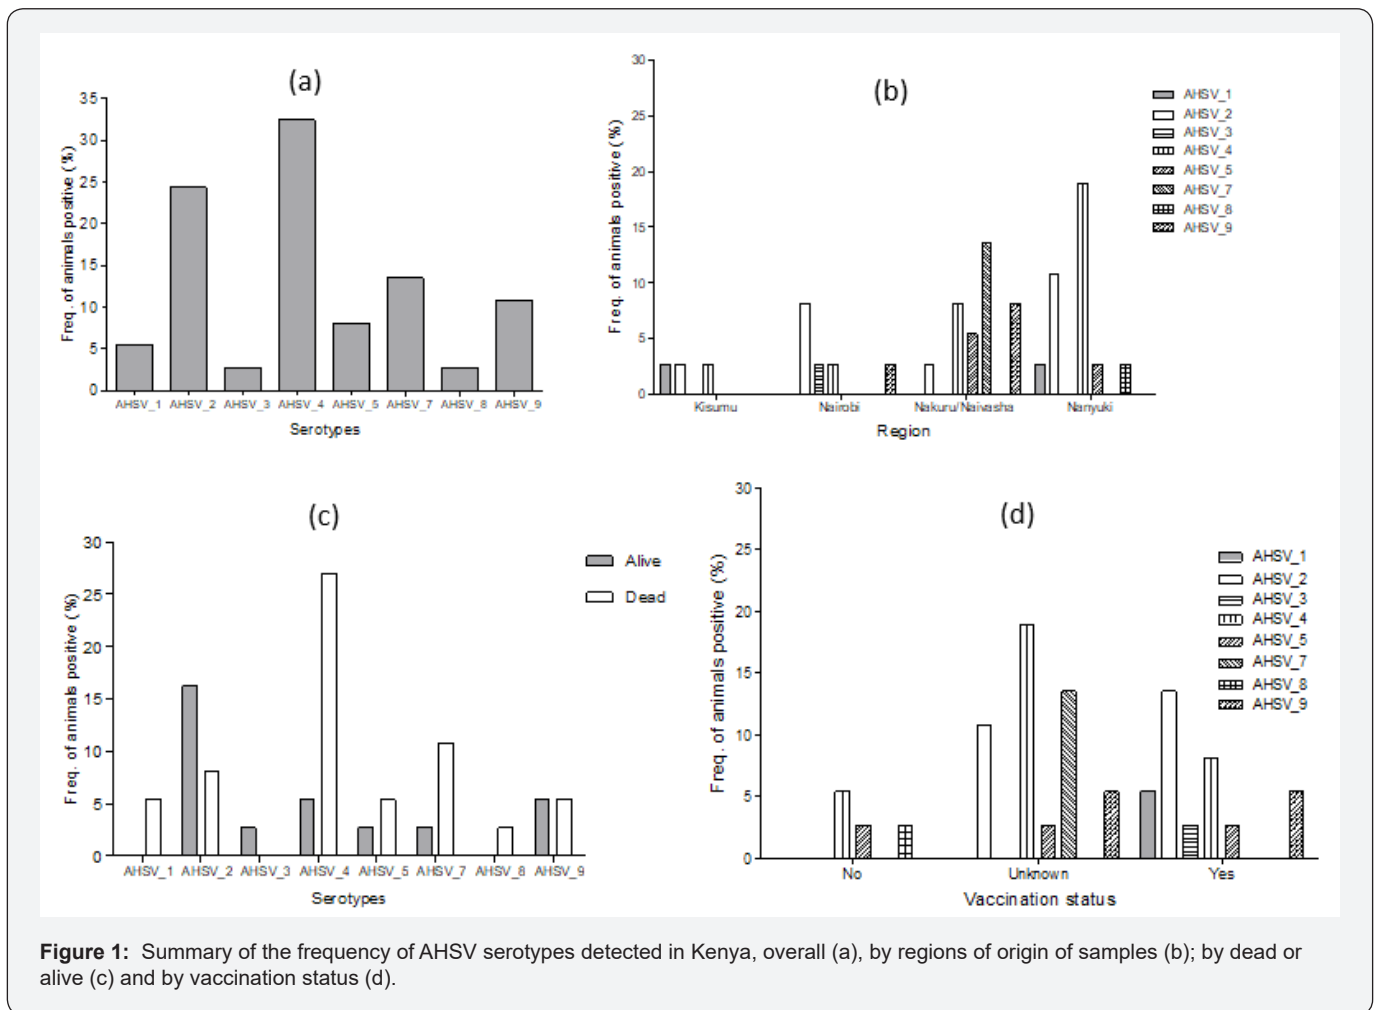 (a)
Freq. of animals positive (%)
35
30
25
20
15
10
5
0
AHSV_1 AHSV_2 AHSV_3 AHSV_4 AHSV_5 AHSV_7 AHSV_8 AHSV_9
Serotypes
(b)
Freq. of animals positive (%)
30
25
20
15
10
5
0
Kisumu Nairobi Nakuru/Naivasha Nanyuki
Region
AHSV_1
AHSV_2
AHSV_3
AHSV_4
AHSV_5
AHSV_7
AHSV_8
AHSV_9
(c)
Freq. of animals positive (%)
30
25
20
15
10
5
0
AHSV_1 AHSV_2 AHSV_3 AHSV_4 AHSV_5 AHSV_7 AHSV_8 AHSV_9
Serotypes
Alive
Dead
(d)
Freq. of animals positive (%)
30
25
20
15
10
5
0
No Unknown Yes
Vaccination status
AHSV_1
AHSV_2
AHSV_3
AHSV_4
AHSV_5
AHSV_7
AHSV_8
AHSV_9
Figure 1: Summary of the frequency of AHSV serotypes detected in Kenya, overall (a), by regions of origin of samples (b); by dead or
alive (c) and by vaccination status (d).